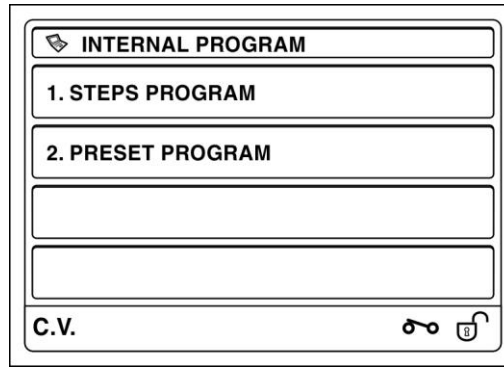 INTERNAL PROGRAM
1. STEPS PROGRAM
2. PRESET PROGRAM
C.V.